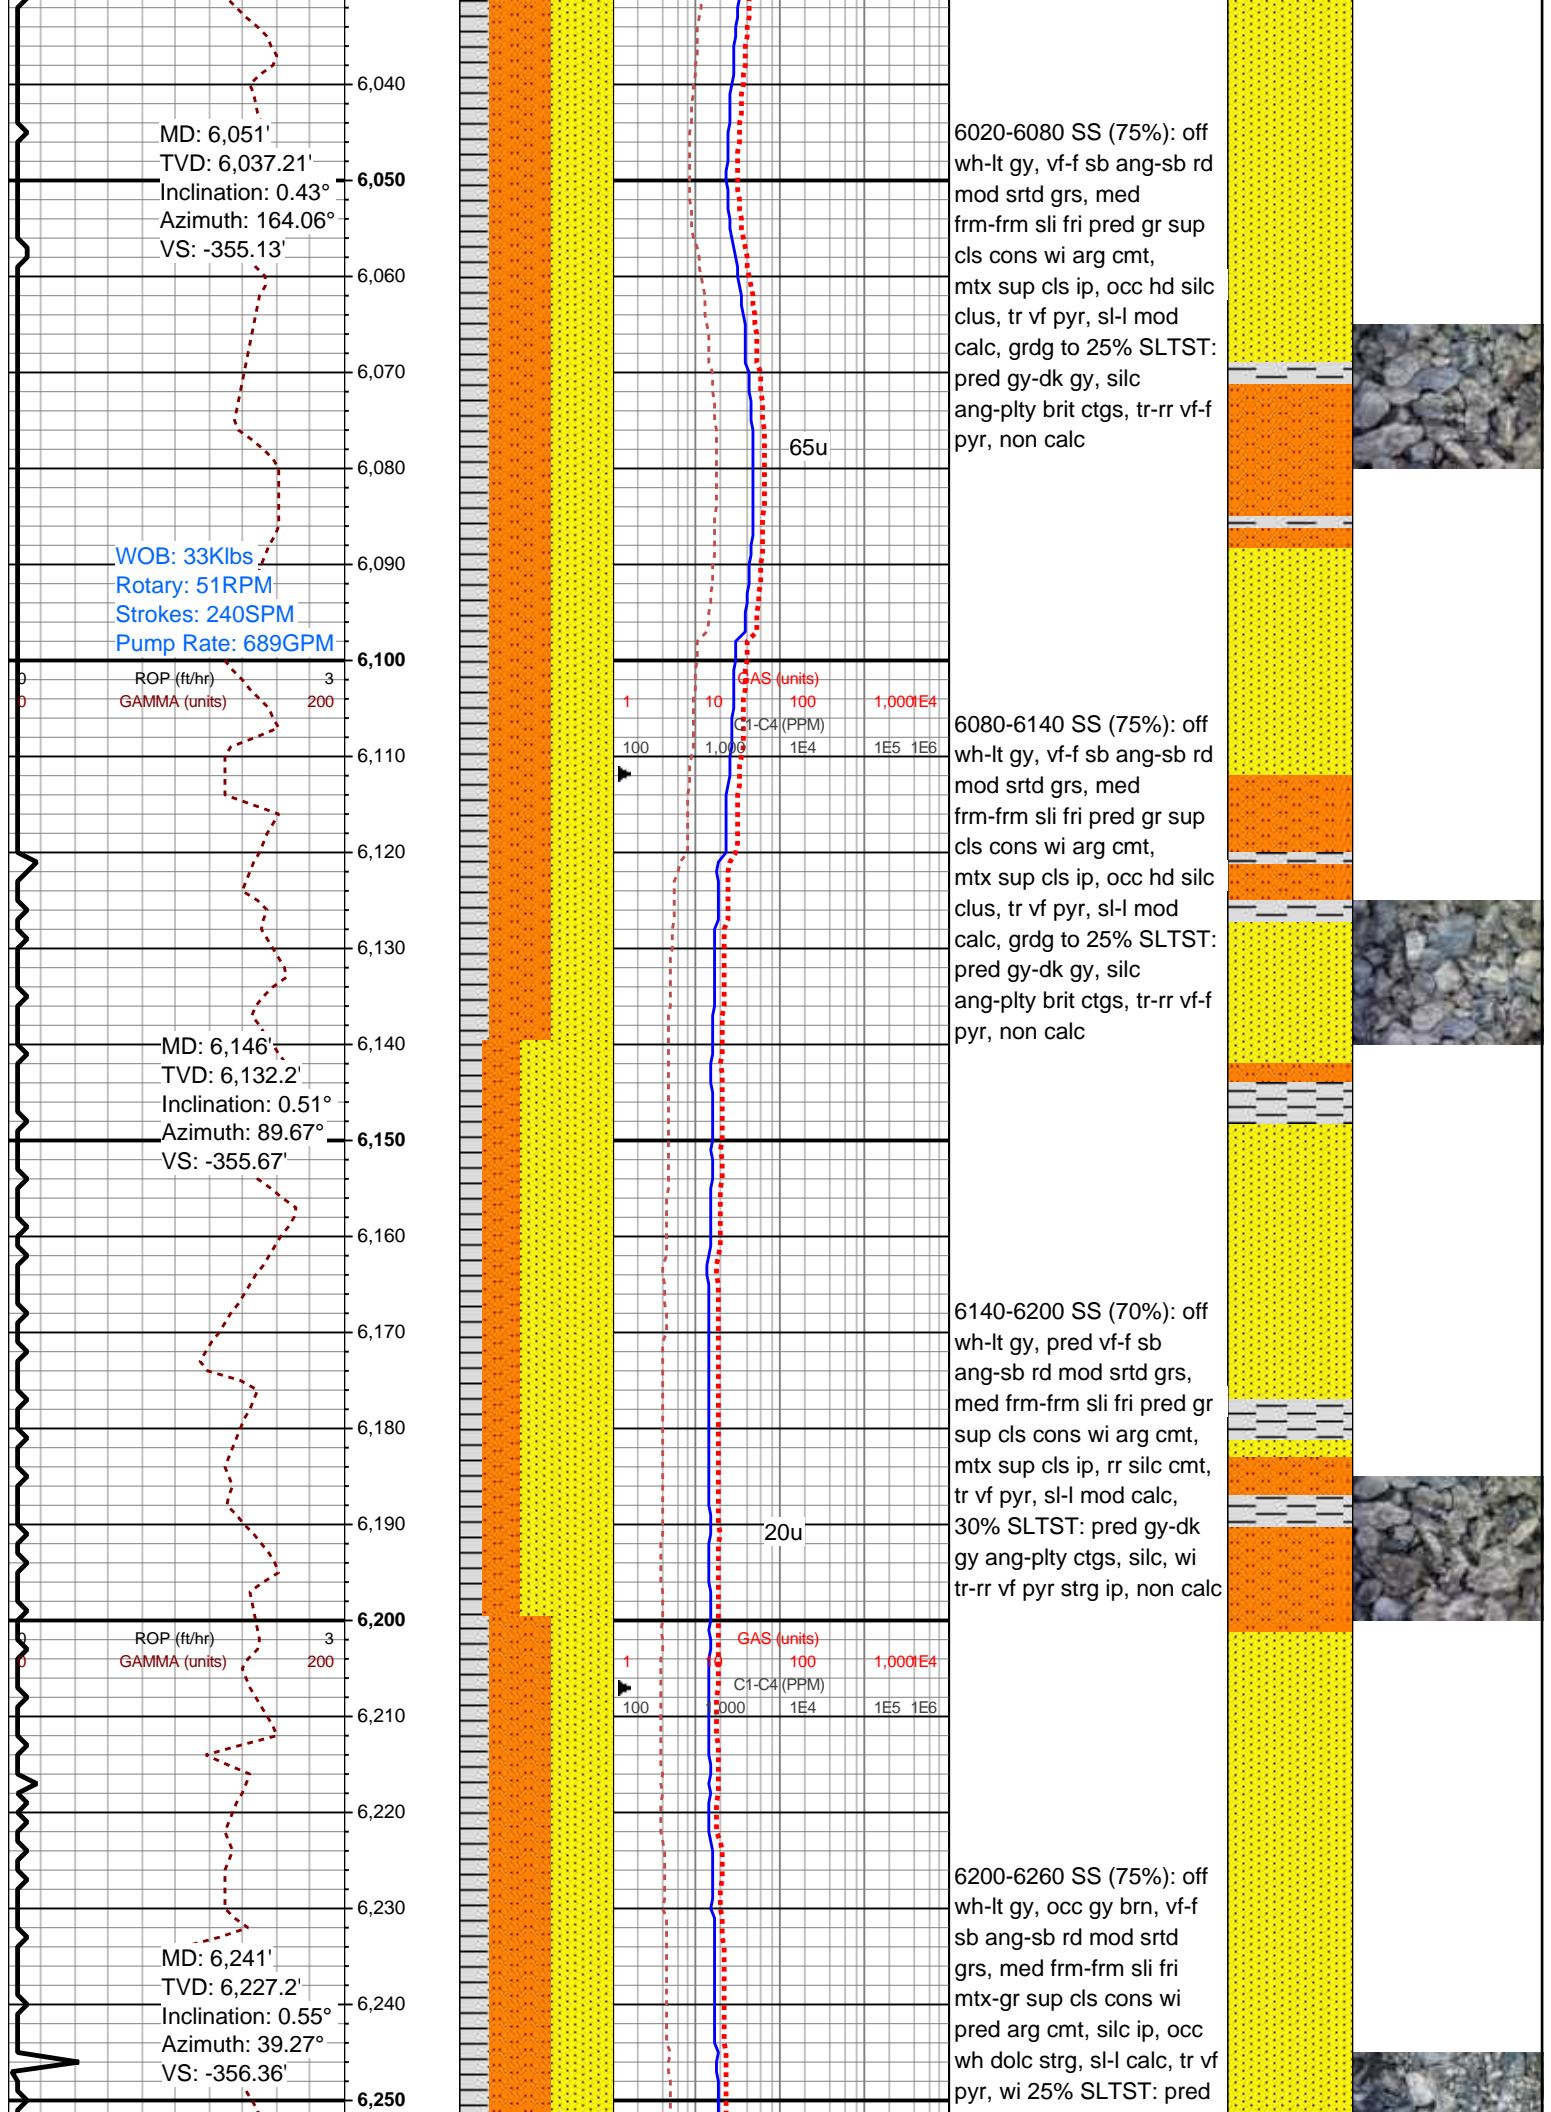 6,040
MD: 6,051'
TVD: 6,037.21'
Inclination: 0.43°
Azimuth: 164.06°
VS: -355.13'
6,050
6,060
6,070
6,080
65u
6020-6080 SS (75%): off
wh-lt gy, vf-f sb ang-sb rd
mod srtd grs, med
frm-frm sli fri pred gr sup
cls cons wi arg cmt,
mtx sup cls ip, occ hd silc
clus, tr vf pyr, sl-l mod
calc, grdg to 25% SLTST:
pred gy-dk gy, silc
ang-plty brit ctgs, tr-rr vf-f
pyr, non calc
WOB: 33Klbs
Rotary: 51RPM
Strokes: 240SPM
Pump Rate: 689GPM
6,090
6,100
0 ROP (ft/hr) 3
0 GAMMA (units) 200
GAS (units)
1 10 100 1,000 1E4
C1-C4 (PPM)
100 1,000 1E4 1E5 1E6
6,110
6,120
6,130
6,140
6080-6140 SS (75%): off
wh-lt gy, vf-f sb ang-sb rd
mod srtd grs, med
frm-frm sli fri pred gr sup
cls cons wi arg cmt,
mtx sup cls ip, occ hd silc
clus, tr vf pyr, sl-l mod
calc, grdg to 25% SLTST:
pred gy-dk gy, silc
ang-plty brit ctgs, tr-rr vf-f
pyr, non calc
MD: 6,146'
TVD: 6,132.2'
Inclination: 0.51°
Azimuth: 89.67°
VS: -355.67'
6,150
6,160
6,170
6,180
6,190
20u
6140-6200 SS (70%): off
wh-lt gy, pred vf-f sb
ang-sb rd mod srtd grs,
med frm-frm sli fri pred gr
sup cls cons wi arg cmt,
mtx sup cls ip, rr silc cmt,
tr vf pyr, sl-l mod calc,
30% SLTST: pred gy-dk
gy ang-plty ctgs, silc, wi
tr-rr vf pyr strg ip, non calc
6,200
0 ROP (ft/hr) 3
0 GAMMA (units) 200
GAS (units)
1 10 100 1,000 1E4
C1-C4 (PPM)
100 1,000 1E4 1E5 1E6
6,210
6,220
6,230
6,240
6,250
MD: 6,241'
TVD: 6,227.2'
Inclination: 0.55°
Azimuth: 39.27°
VS: -356.36'
6200-6260 SS (75%): off
wh-lt gy, occ gy brn, vf-f
sb ang-sb rd mod srtd
grs, med frm-frm sli fri
mtx-gr sup cls cons wi
pred arg cmt, silc ip, occ
wh dolc strg, sl-l calc, tr vf
pyr, wi 25% SLTST: pred